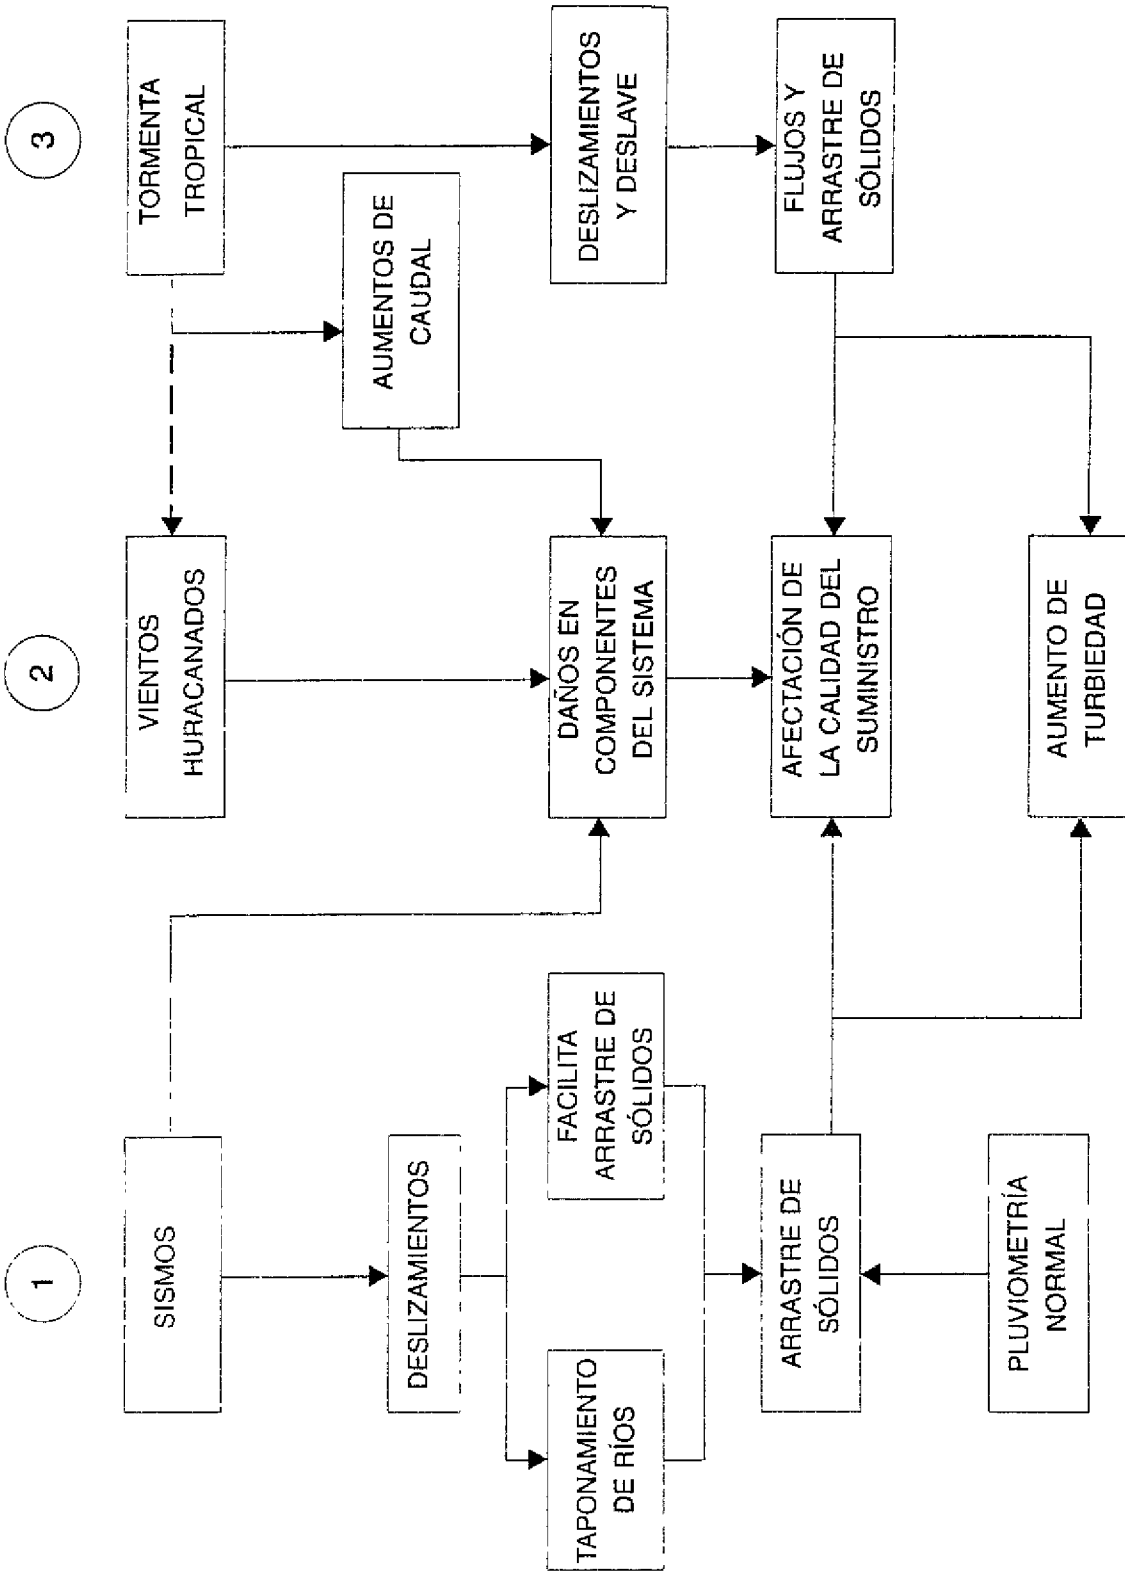 1
2
3
SISMOS
VIENTOS
HURACANADOS
TORMENTA
TROPICAL
AUMENTOS DE
CAUDAL
DESLIZAMIENTOS
TAPONAMIENTO
DE RÍOS
FACILITA
ARRASTRE DE
SÓLIDOS
DAÑOS EN
COMPONENTES
DEL SISTEMA
DESLIZAMIENTOS
Y DESLAVE
ARRASTRE DE
SÓLIDOS
AFECTACIÓN DE
LA CALIDAD DEL
SUMINISTRO
FLUJOS Y
ARRASTRE DE
SÓLIDOS
PLUVIOMETRÍA
NORMAL
AUMENTO DE
TURBIEDAD